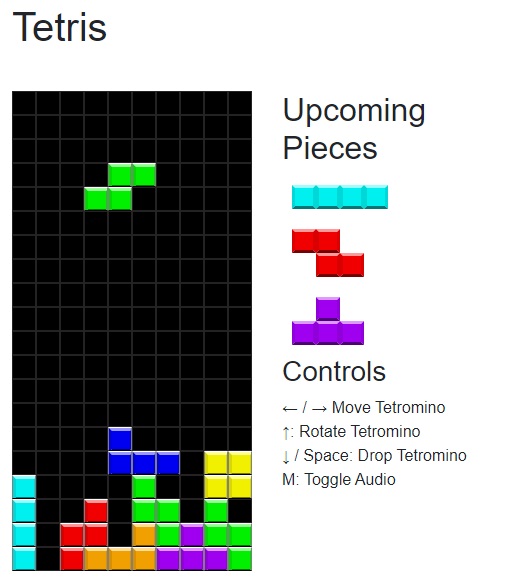 Tetris
Upcoming
Pieces
Controls
← / → Move Tetromino
↑: Rotate Tetromino
↓ / Space: Drop Tetromino
M: Toggle Audio